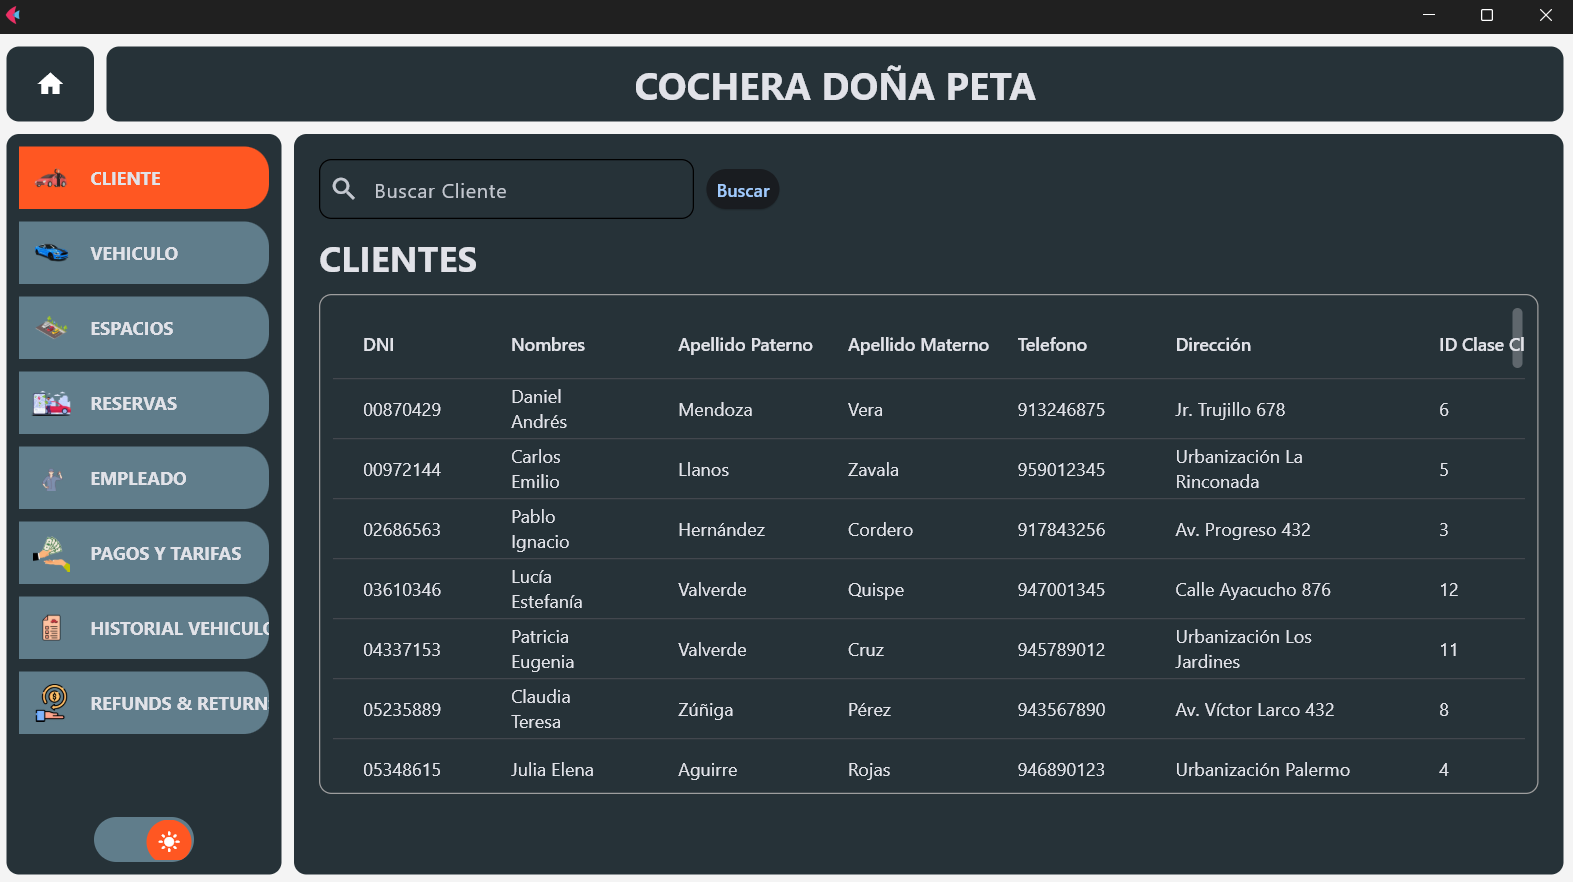 COCHERA DOÑA PETA
CLIENTE
VEHICULO
ESPACIOS
RESERVAS
EMPLEADO
PAGOS Y TARIFAS
HISTORIAL VEHICULO
REFUNDS & RETURN
Buscar Cliente
Buscar
CLIENTES
DNI Nombres Apellido Paterno Apellido Materno Telefono Dirección ID Clase Cl
00870429 Daniel Andrés Mendoza Vera 913246875 Jr. Trujillo 678 6
00972144 Carlos Emilio Llanos Zavala 959012345 Urbanización La Rinconada 5
02686563 Pablo Ignacio Hernández Cordero 917843256 Av. Progreso 432 3
03610346 Lucía Estefanía Valverde Quispe 947001345 Calle Ayacucho 876 12
04337153 Patricia Eugenia Valverde Cruz 945789012 Urbanización Los Jardines 11
05235889 Claudia Teresa Zúñiga Pérez 943567890 Av. Víctor Larco 432 8
05348615 Julia Elena Aguirre Rojas 946890123 Urbanización Palermo 4